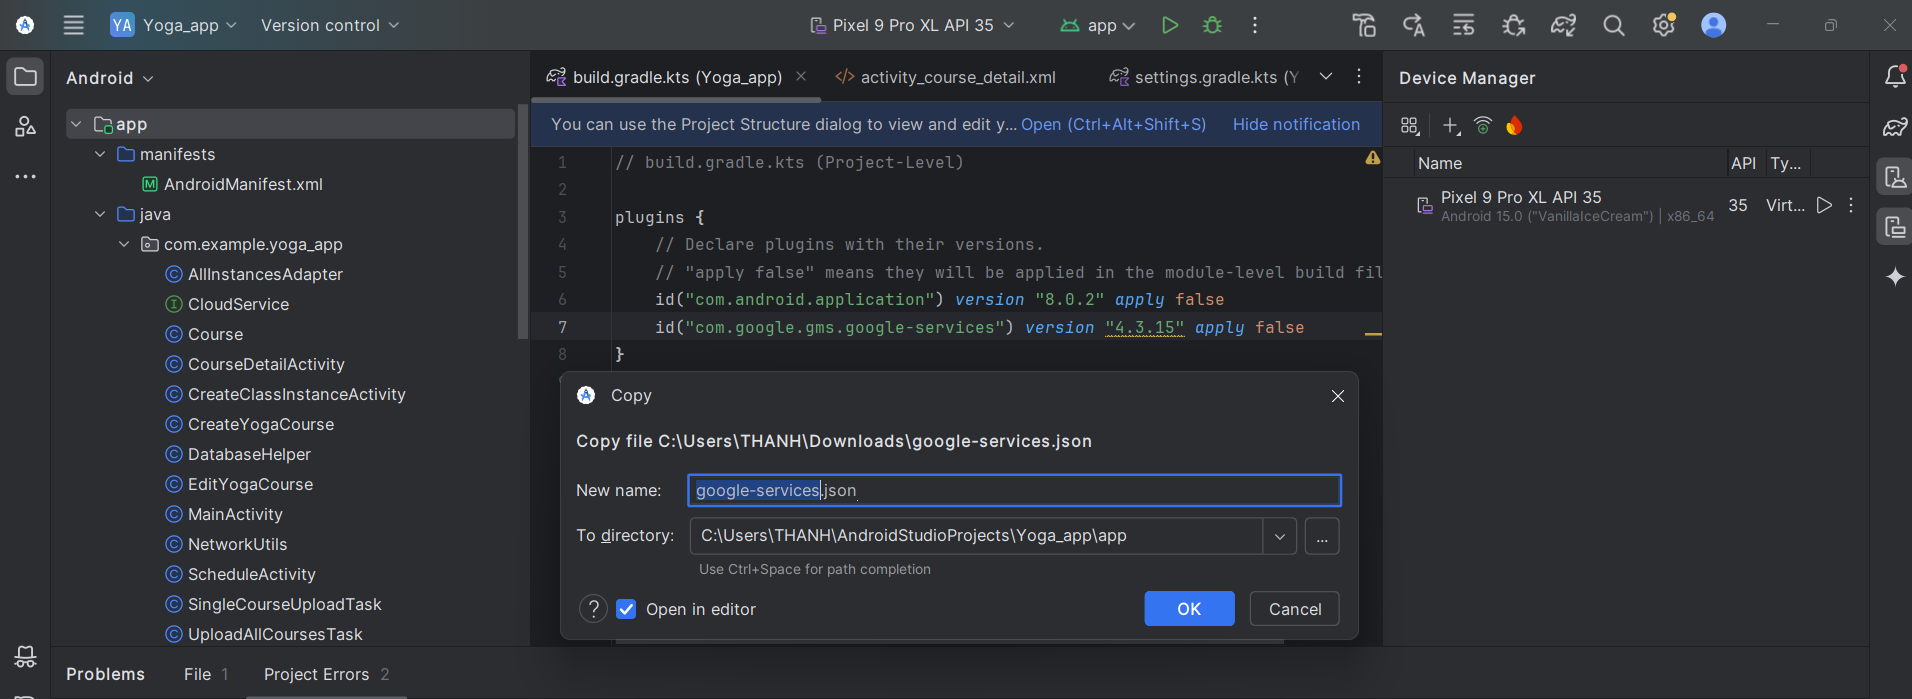 YA Yoga_app Version control Pixel 9 Pro XL API 35 app
Android
app
manifests
AndroidManifest.xml
java
com.example.yoga_app
AllInstancesAdapter
CloudService
Course
CourseDetailActivity
CreateClassInstanceActivity
CreateYogaCourse
DatabaseHelper
EditYogaCourse
MainActivity
NetworkUtils
ScheduleActivity
SingleCourseUploadTask
UploadAllCoursesTask
build.gradle.kts (Yoga_app) activity_course_detail.xml settings.gradle.kts (Y
You can use the Project Structure dialog to view and edit y... Open (Ctrl+Alt+Shift+S) Hide notification
1 // build.gradle.kts (Project-Level)
2
3 plugins {
4 // Declare plugins with their versions.
5 // "apply false" means they will be applied in the module-level build fil
6 id("com.android.application") version "8.0.2" apply false
7 id("com.google.gms.google-services") version "4.3.15" apply false
8 }
Copy
Copy file C:\Users\THANH\Downloads\google-services.json
New name: google-services.json
To directory: C:\Users\THANH\AndroidStudioProjects\Yoga_app\app ...
Use Ctrl+Space for path completion
? Open in editor OK Cancel
Device Manager
Name API Ty...
Pixel 9 Pro XL API 35 35 Virt...
Android 15.0 ("VanillaIceCream") | x86_64
Problems File 1 Project Errors 2